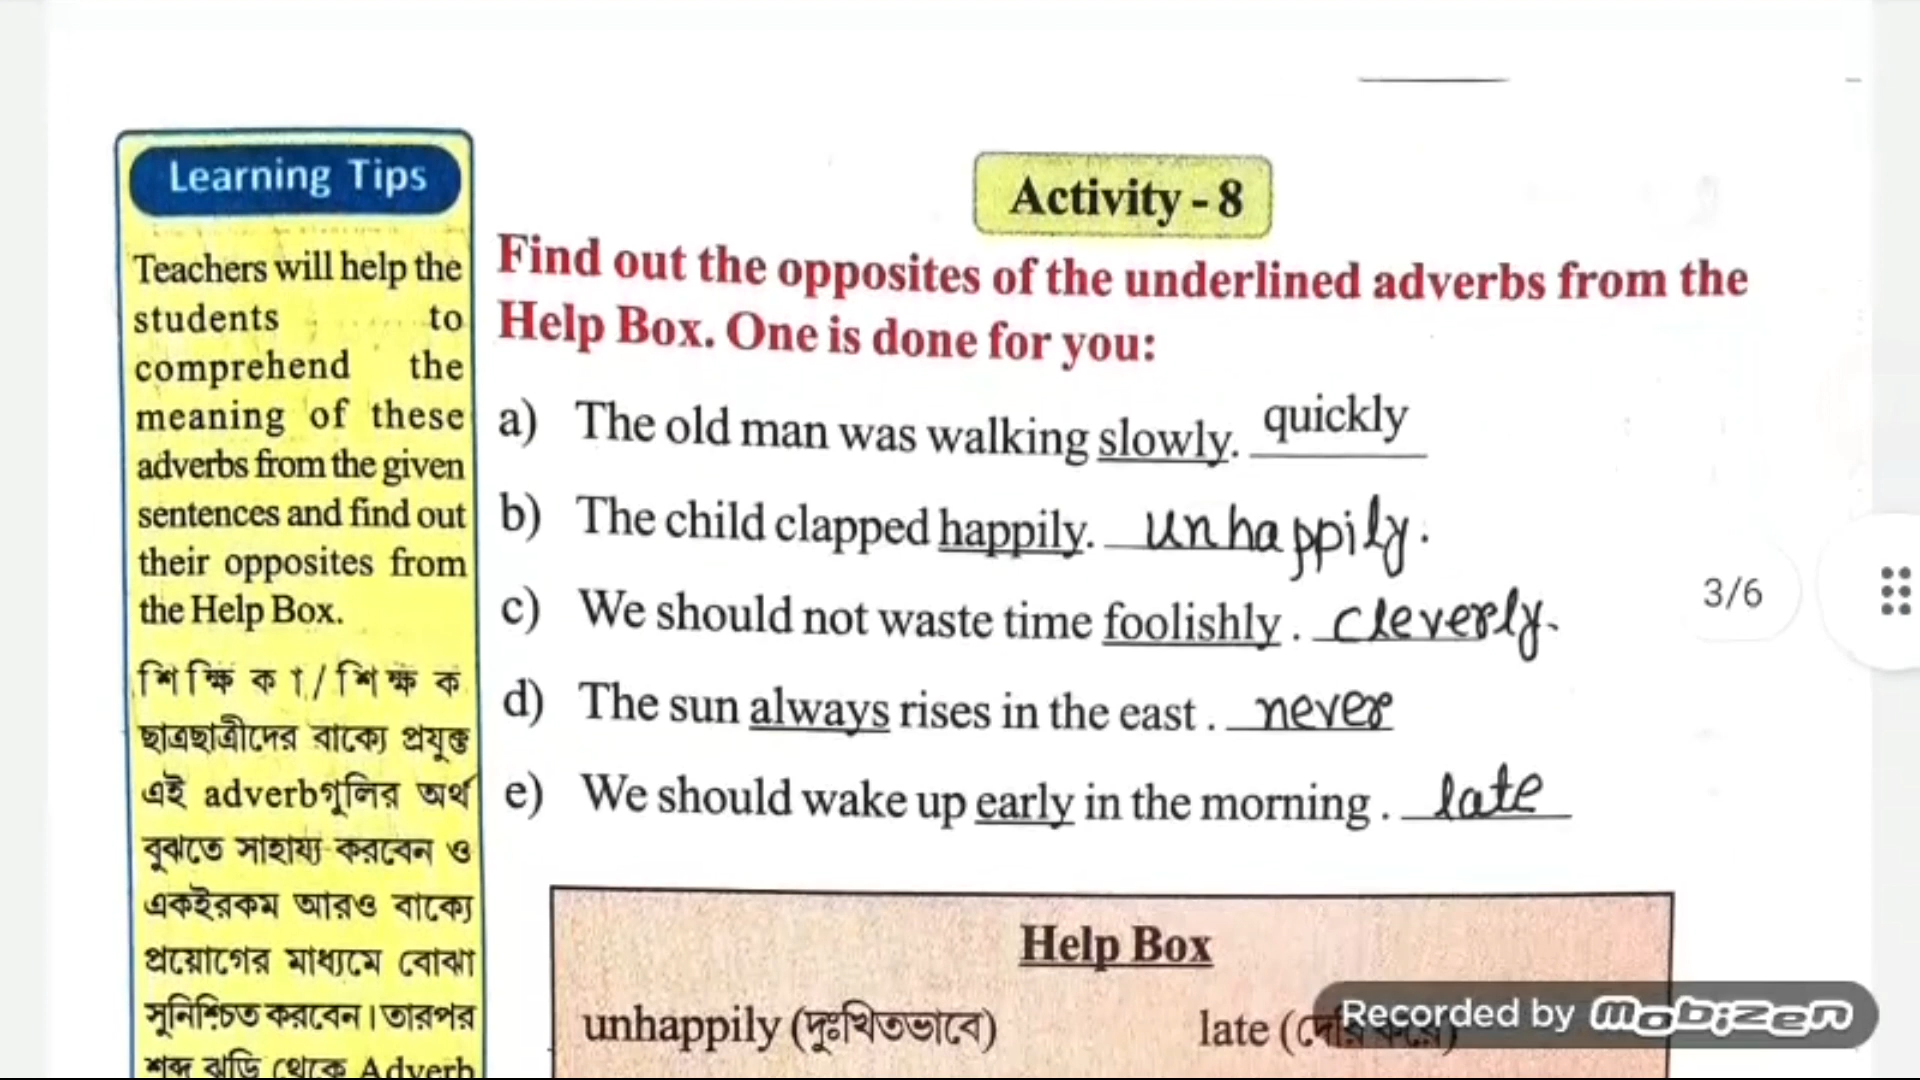 Learning Tips
Teachers will help the
students to
comprehend the
meaning of these
adverbs from the given
sentences and find out
their opposites from
the Help Box.
শিক্ষিকা/শিক্ষক
ছাত্রছাত্রীদের বাক্যে প্রযুক্ত
এই adverbগুলির অর্থ
বুঝতে সাহায্য করবেন ও
একইরকম আরও বাক্যে
প্রয়োগের মাধ্যমে বোঝা
সুনিশ্চিত করবেন। তারপর
শব্দ ঝুড়ি থেকে Adverb
Activity - 8
Find out the opposites of the underlined adverbs from the
Help Box. One is done for you:
a) The old man was walking slowly. quickly
b) The child clapped happily. unhappily.
c) We should not waste time foolishly. cleverly.
d) The sun always rises in the east. never
e) We should wake up early in the morning. late
3/6
Help Box
unhappily (দুঃখিতভাবে) late (দেরি করে)
Recorded by mobizen